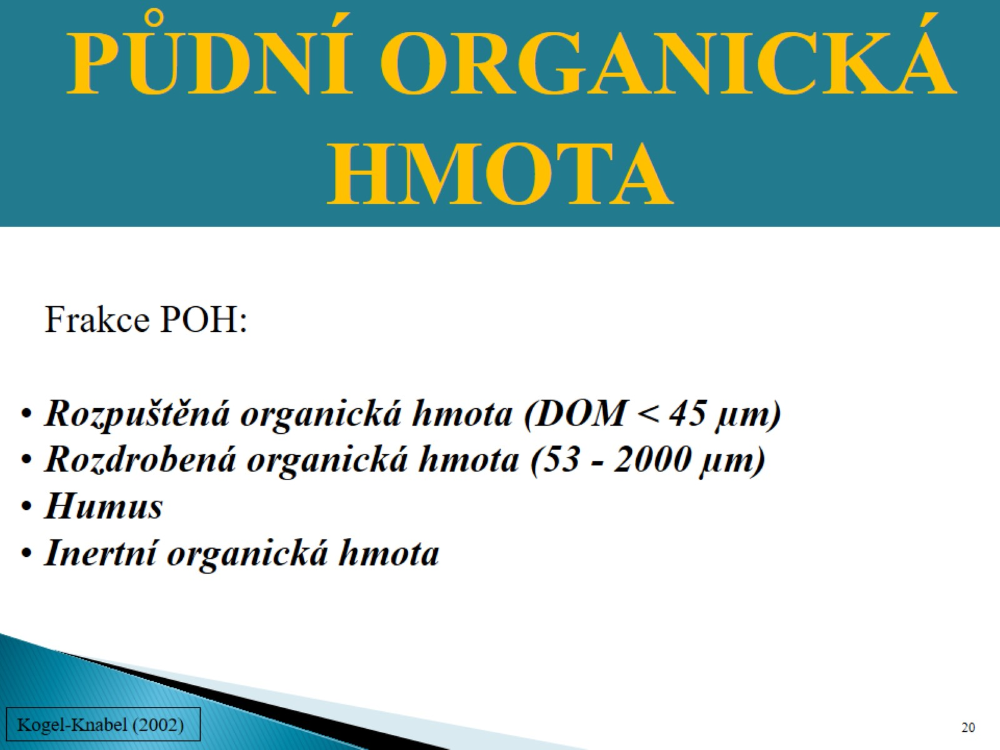 PŮDNÍ ORGANICKÁ
HMOTA
Frakce POH:
• Rozpuštěná organická hmota (DOM < 45 µm)
• Rozdrobená organická hmota (53 - 2000 µm)
• Humus
• Inertní organická hmota
Kogel-Knabel (2002)
20